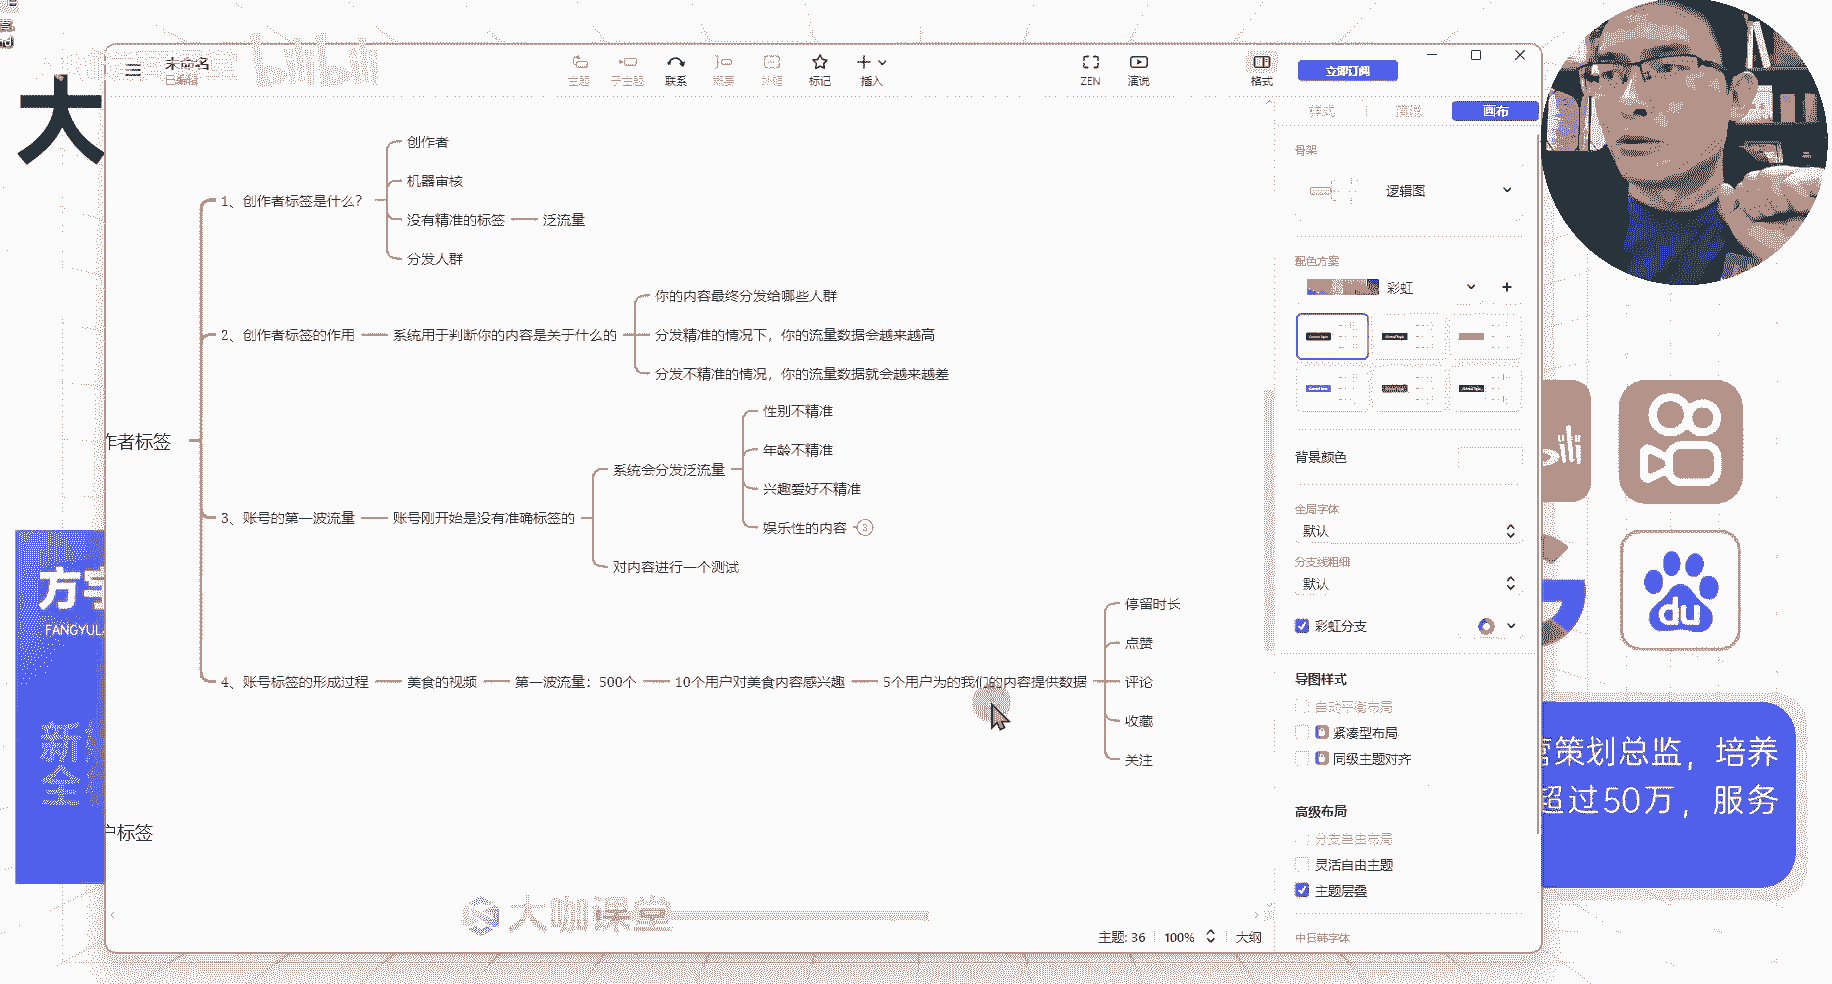 大
未命名
已编辑
bilibili
主题
子主题
联系
概要
外框
标记
插入
ZEN
演说
格式
立即订阅
样式
演说
画布
骨架
逻辑图
配色方案
彩虹
背景颜色
全局字体
默认
分支线粗细
默认
彩虹分支
导图样式
自动平衡布局
紧凑型布局
同级主题对齐
高级布局
分支自由布局
灵活自由主题
主题层叠
中日韩字体
作者标签
1、创作者标签是什么?
创作者
机器审核
没有精准的标签
泛流量
分发人群
2、创作者标签的作用
系统用于判断你的内容是关于什么的
你的内容最终分发给哪些人群
分发精准的情况下，你的流量数据会越来越高
分发不精准的情况，你的流量数据就会越来越差
3、账号的第一波流量
账号刚开始是没有准确标签的
系统会分发泛流量
性别不精准
年龄不精准
兴趣爱好不精准
娱乐性的内容
3
对内容进行一个测试
4、账号标签的形成过程
美食的视频
第一波流量：500个
10个用户对美食内容感兴趣
5个用户为的我们的内容提供数据
停留时长
点赞
评论
收藏
关注
户标签
大咖课堂
主题: 36
100%
大纲
方宇
FANGYUL
新
全
du
营策划总监，培养
超过50万，服务